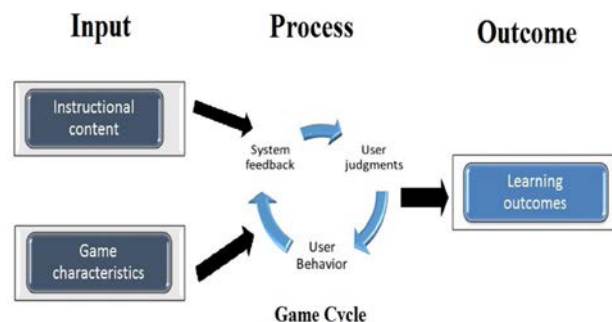 Input
Process
Outcome
Instructional
content
System
feedback
User
judgments
Learning
outcomes
Game
characteristics
User
Behavior
Game Cycle